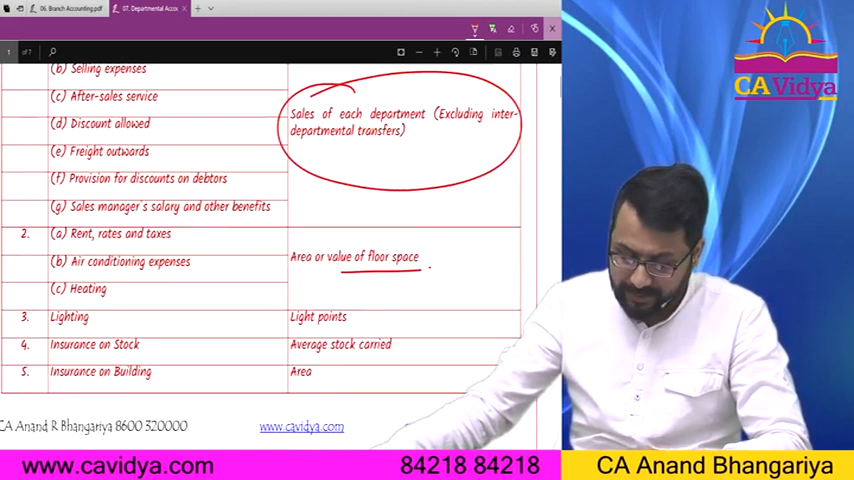 06. Branch Accounting.pdf
07. Departmental Acco
1 of 7
(b) Selling expenses
(c) After-sales service
(d) Discount allowed
(e) Freight outwards
(f) Provision for discounts on debtors
(g) Sales manager's salary and other benefits
Sales of each department (Excluding inter-
departmental transfers)
2. (a) Rent, rates and taxes
(b) Air conditioning expenses
(c) Heating
Area or value of floor space
3. Lighting Light points
4. Insurance on Stock Average stock carried
5. Insurance on Building Area
CA Anand R Bhangariya 8600 320000 www.cavidya.com
CA Vidya
www.cavidya.com 84218 84218 CA Anand Bhangariya